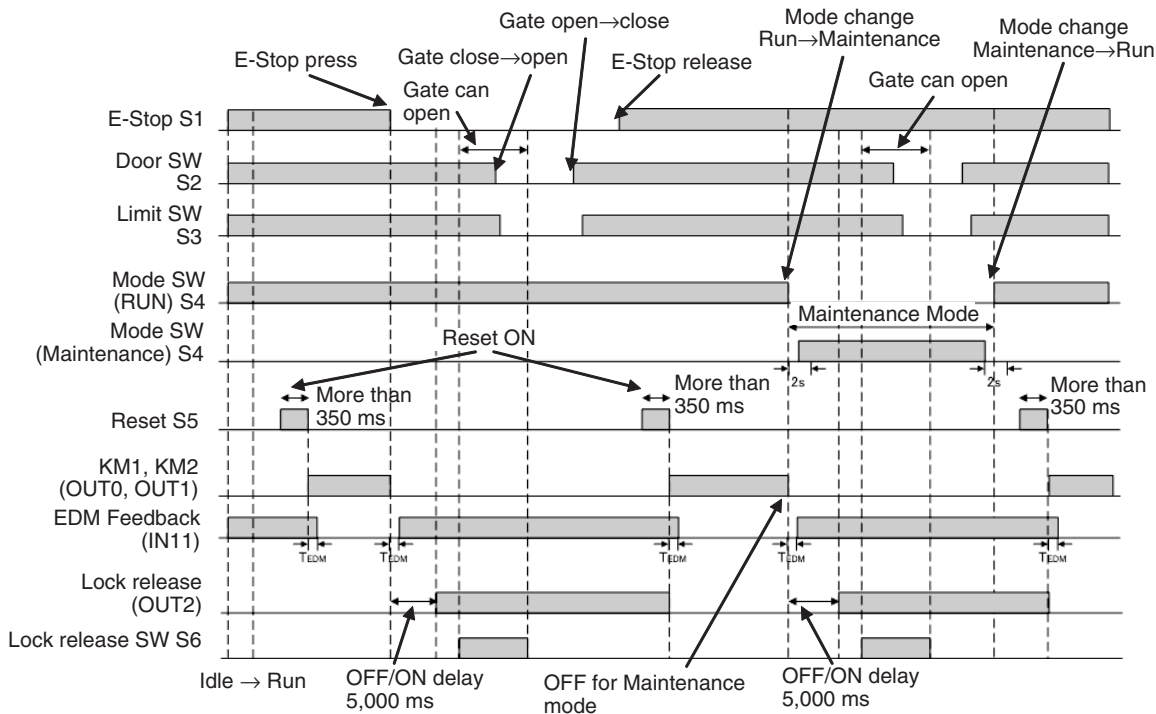 Gate open→close
Mode change
Run→Maintenance
Mode change
Maintenance→Run
E-Stop press
Gate close→open
E-Stop release
Gate can
open
Gate can open
E-Stop S1
Door SW
S2
Limit SW
S3
Mode SW
(RUN) S4
Maintenance Mode
Mode SW
(Maintenance) S4
Reset ON
2s
2s
More than
350 ms
More than
350 ms
More than
350 ms
Reset S5
KM1, KM2
(OUT0, OUT1)
EDM Feedback
(IN11)
TEDM
TEDM
TEDM
TEDM
TEDM
Lock release
(OUT2)
Lock release SW S6
Idle → Run
OFF/ON delay
5,000 ms
OFF for Maintenance
mode
OFF/ON delay
5,000 ms